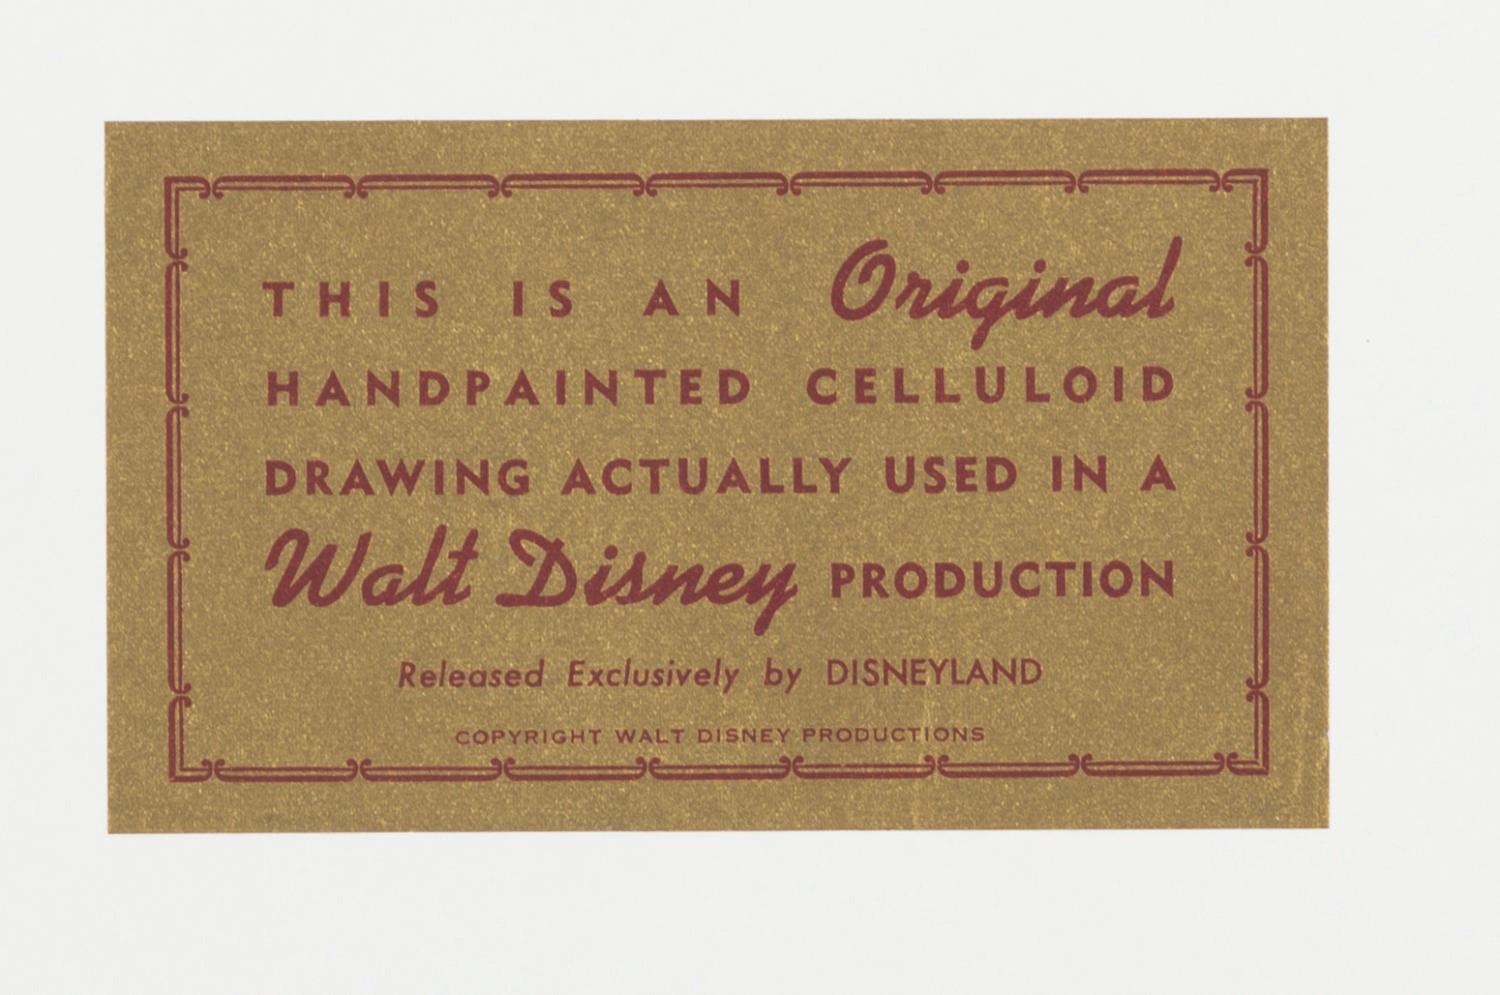 THIS IS AN Original
HANDPAINTED CELLULOID
DRAWING ACTUALLY USED IN A
Walt Disney PRODUCTION
Released Exclusively by DISNEYLAND
COPYRIGHT WALT DISNEY PRODUCTIONS